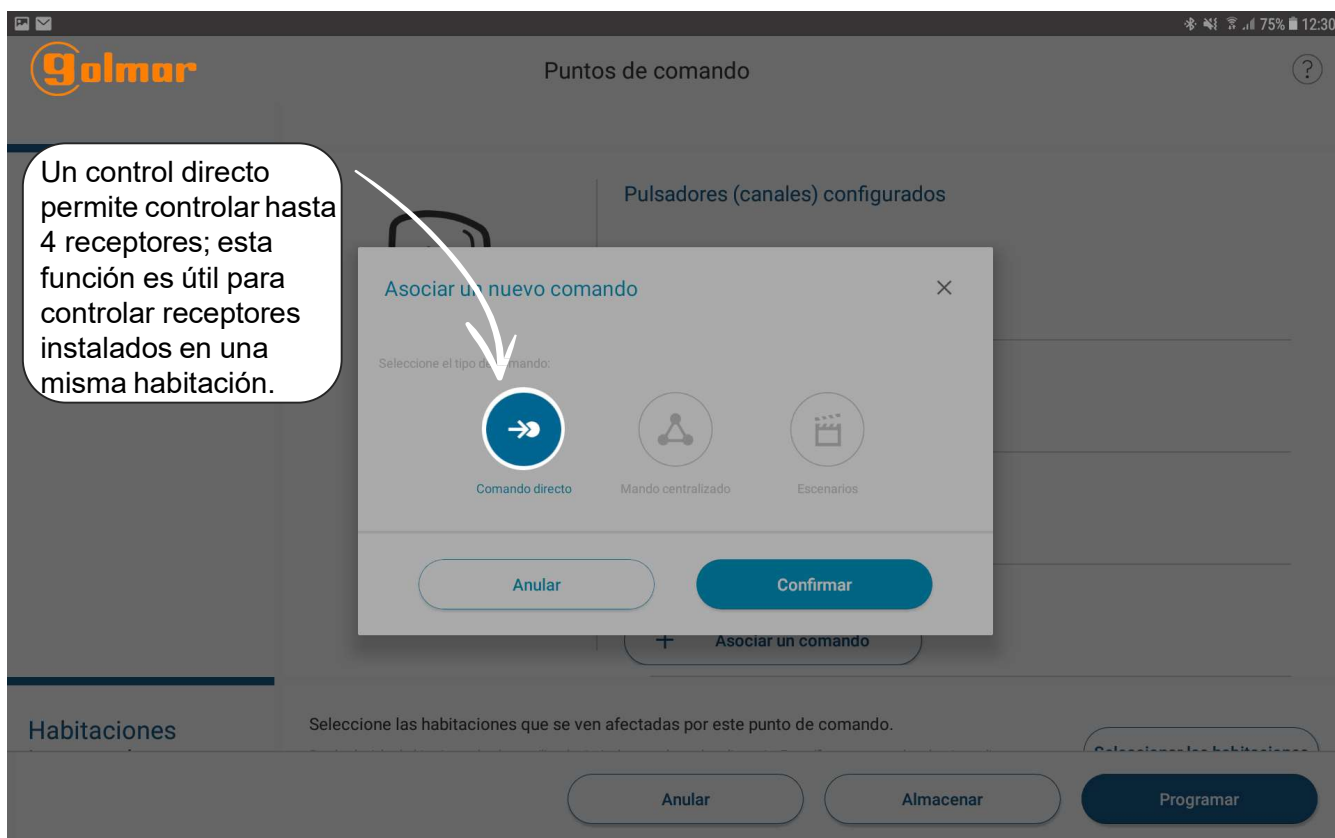 75% 12:30
golmar
Puntos de comando
?
Un control directo
permite controlar hasta
4 receptores; esta
función es útil para
controlar receptores
instalados en una
misma habitación.
Pulsadores (canales) configurados
Asociar un nuevo comando
Seleccione el tipo de comando:
Comando directo
Mando centralizado
Escenarios
Anular
Confirmar
+ Asociar un comando
Habitaciones
Seleccione las habitaciones que se ven afectadas por este punto de comando.
Seleccionar las habitaciones
Anular
Almacenar
Programar